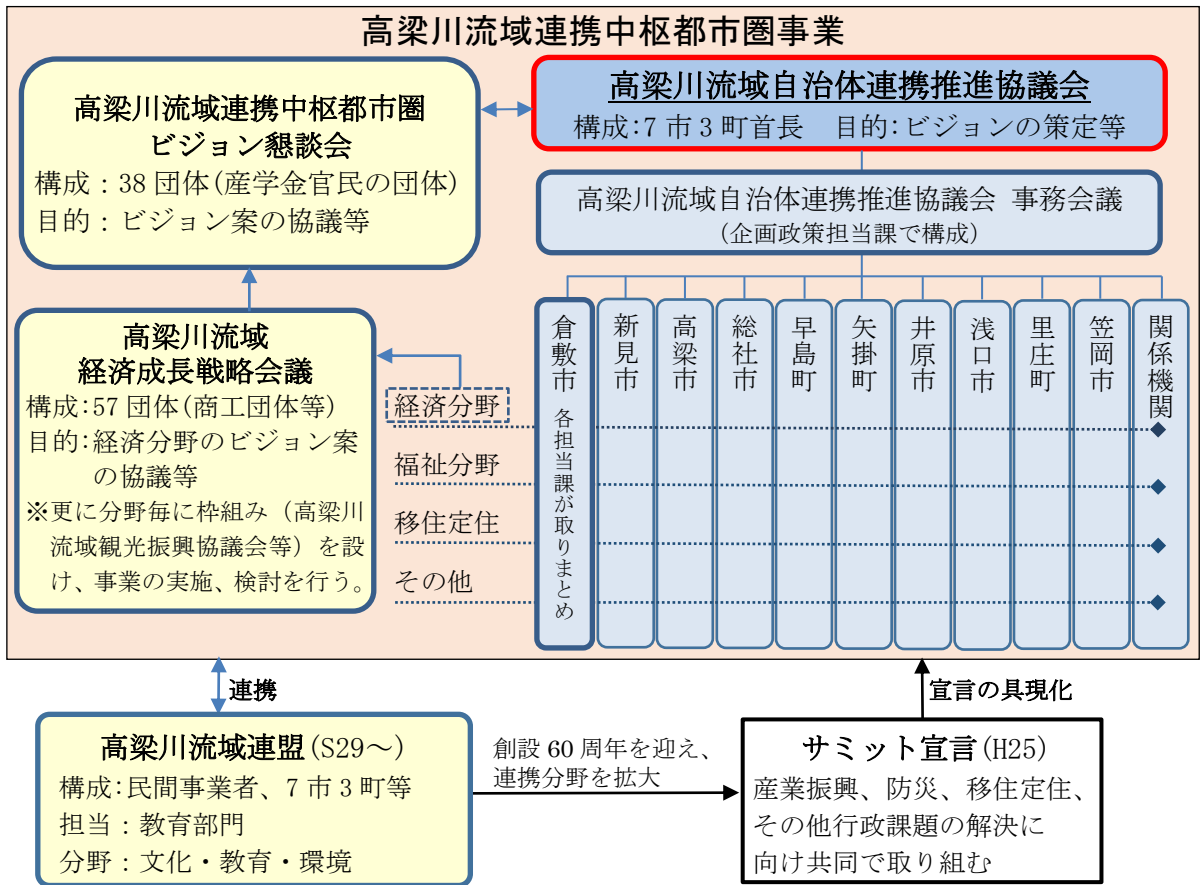 高梁川流域連携中枢都市圏事業
高梁川流域連携中枢都市圏
ビジョン懇談会
構成：38 団体(産学金官民の団体)
目的：ビジョン案の協議等
高梁川流域自治体連携推進協議会
構成:7 市 3 町首長　目的:ビジョンの策定等
高梁川流域自治体連携推進協議会 事務会議
(企画政策担当課で構成)
高梁川流域
経済成長戦略会議
構成:57 団体(商工団体等)
目的:経済分野のビジョン案
の協議等
※更に分野毎に枠組み（高梁川
流域観光振興協議会等）を設
け、事業の実施、検討を行う。
経済分野
福祉分野
移住定住
その他
倉敷市 各担当課が取りまとめ
新見市
高梁市
総社市
早島町
矢掛町
井原市
浅口市
里庄町
笠岡市
関係機関
連携
宣言の具現化
高梁川流域連盟(S29～)
構成:民間事業者、7 市 3 町等
担当：教育部門
分野：文化・教育・環境
創設 60 周年を迎え、
連携分野を拡大
サミット宣言(H25)
産業振興、防災、移住定住、
その他行政課題の解決に
向け共同で取り組む